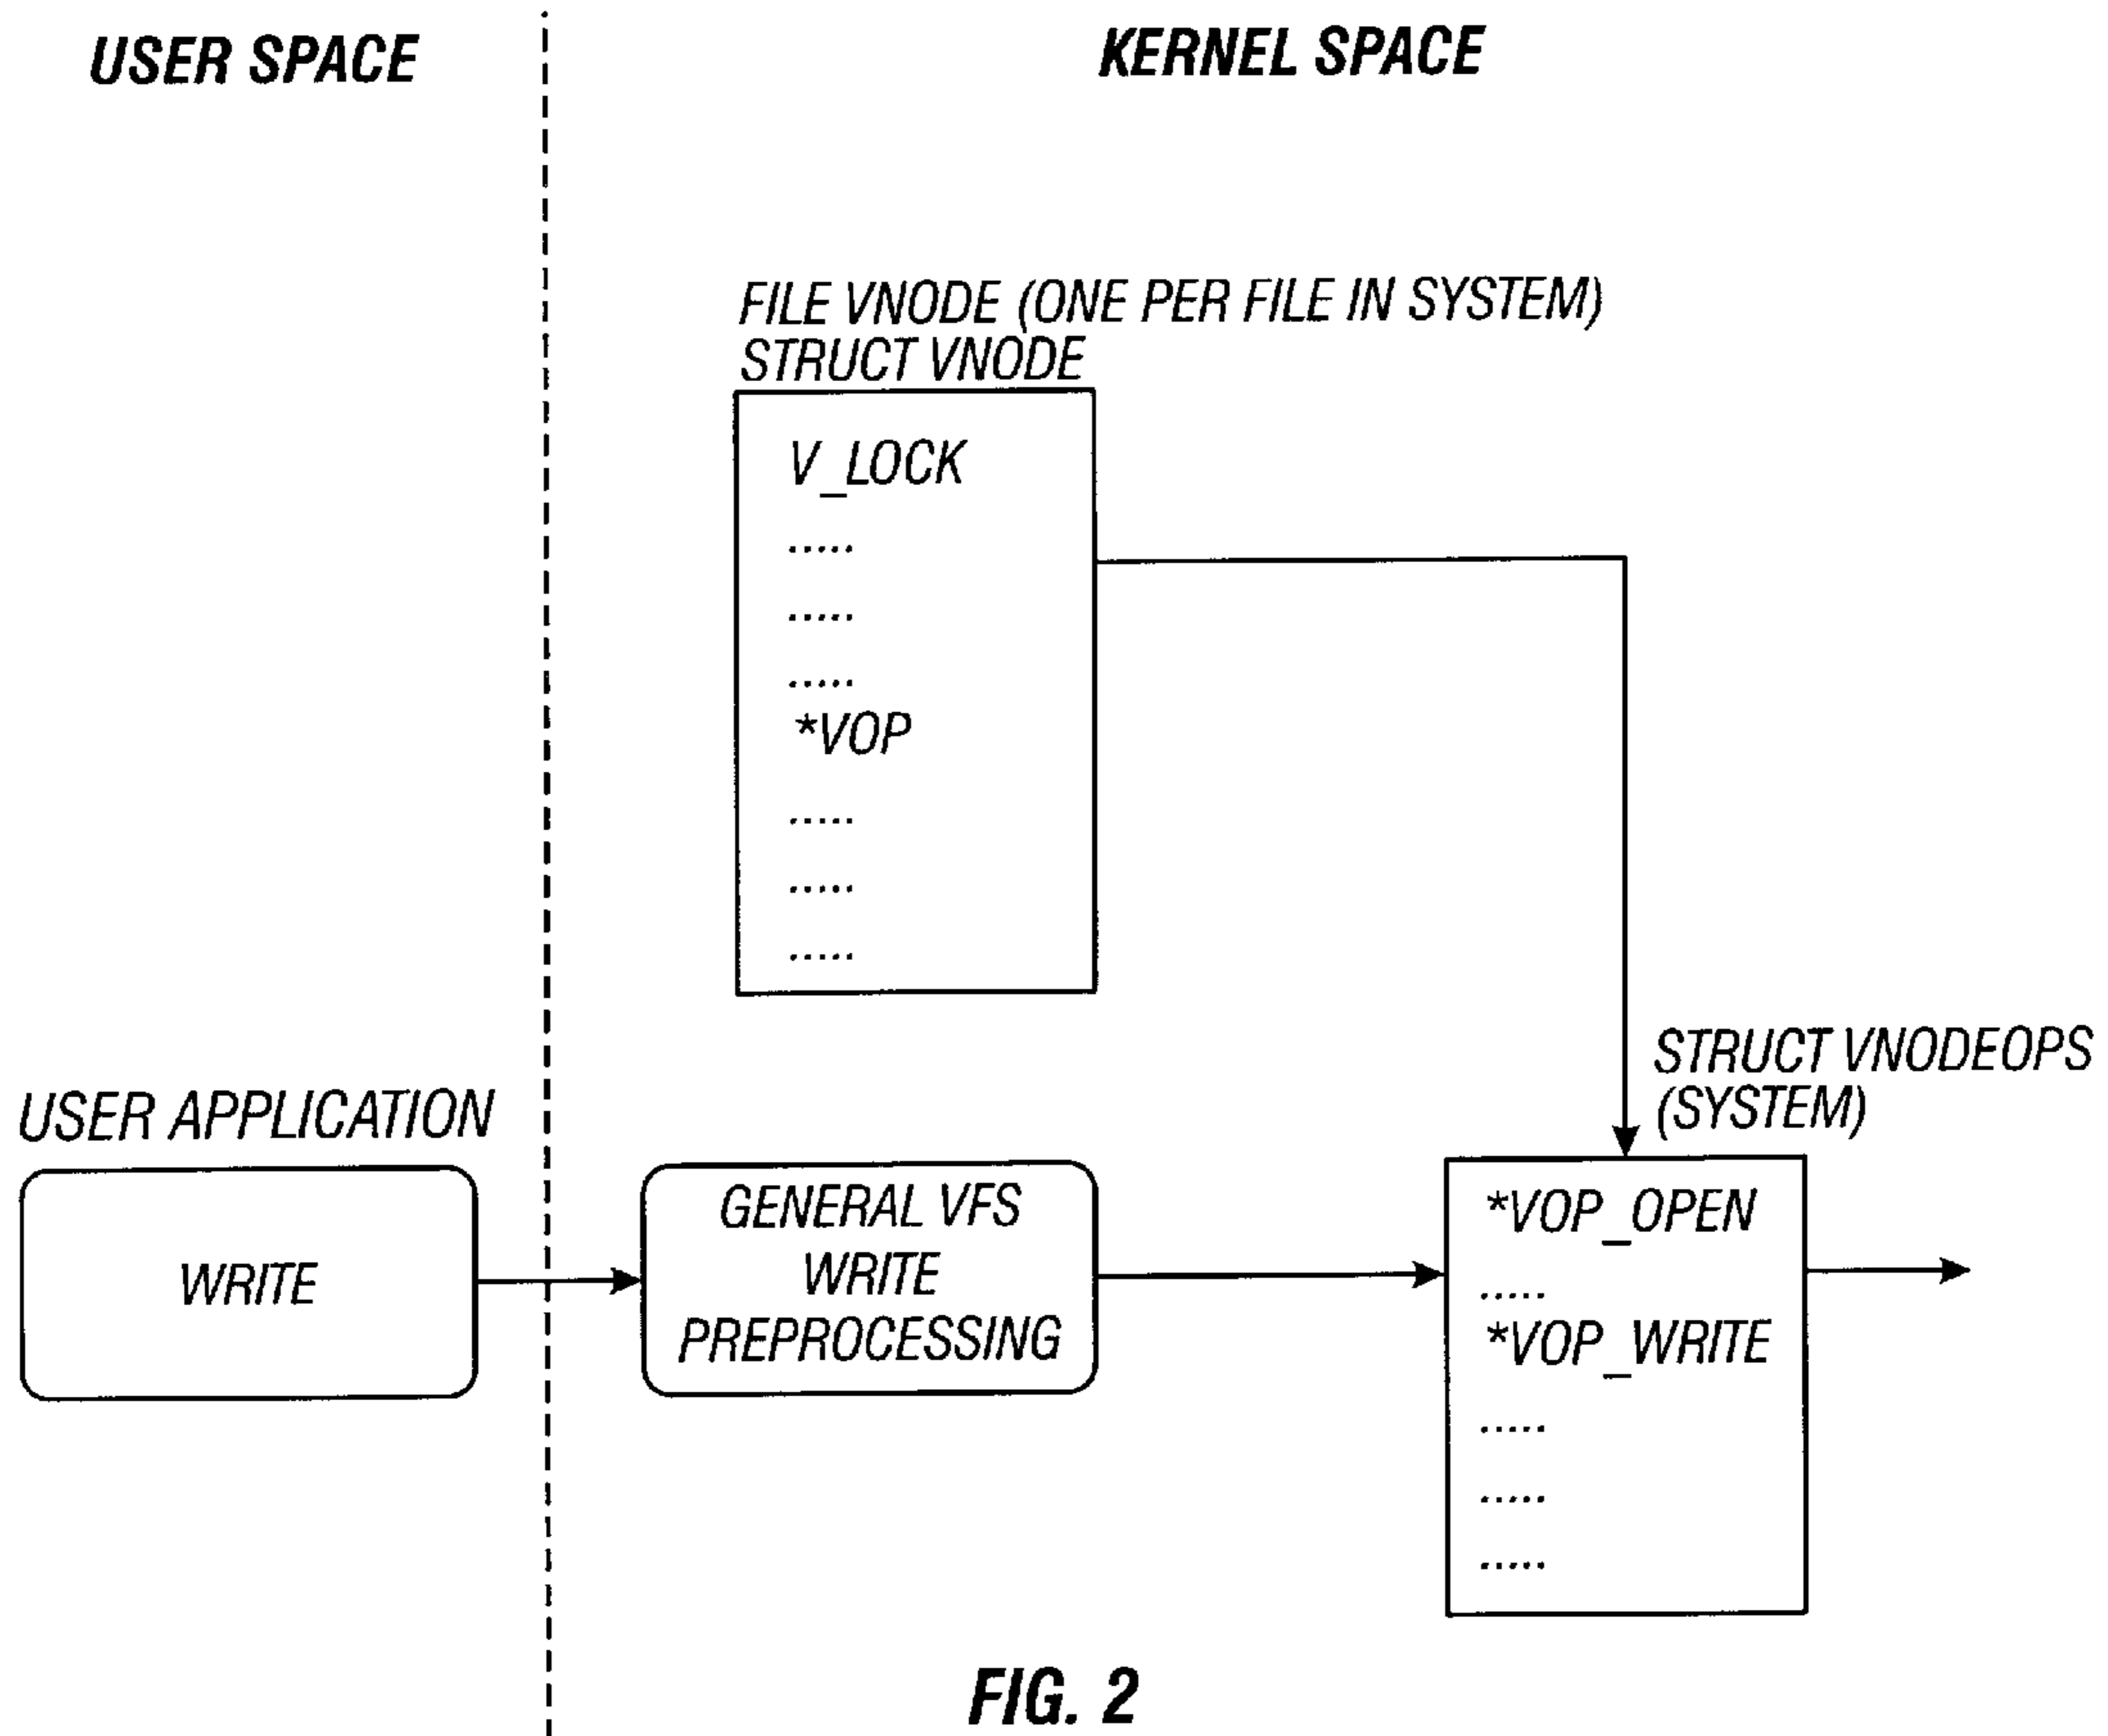 USER SPACE
KERNEL SPACE
FILE VNODE (ONE PER FILE IN SYSTEM)
STRUCT VNODE
V_LOCK
.....
.....
.....
*VOP
.....
.....
.....
STRUCT VNODEOPS
(SYSTEM)
USER APPLICATION
WRITE
GENERAL VFS
WRITE
PREPROCESSING
*VOP_OPEN
.....
*VOP_WRITE
.....
.....
.....
FIG. 2